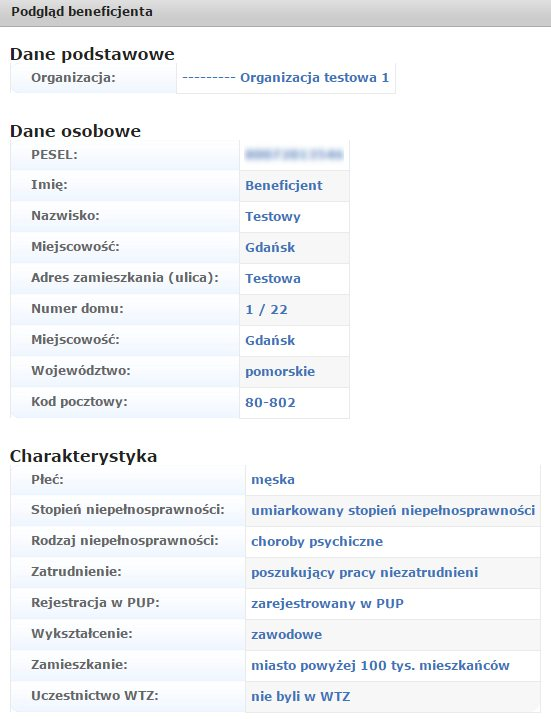 Podgląd beneficjenta
Dane podstawowe
Organizacja: --------- Organizacja testowa 1
Dane osobowe
PESEL:
Imię: Beneficjent
Nazwisko: Testowy
Miejscowość: Gdańsk
Adres zamieszkania (ulica): Testowa
Numer domu: 1 / 22
Miejscowość: Gdańsk
Województwo: pomorskie
Kod pocztowy: 80-802
Charakterystyka
Płeć: męska
Stopień niepełnosprawności: umiarkowany stopień niepełnosprawności
Rodzaj niepełnosprawności: choroby psychiczne
Zatrudnienie: poszukujący pracy niezatrudnieni
Rejestracja w PUP: zarejestrowany w PUP
Wykształcenie: zawodowe
Zamieszkanie: miasto powyżej 100 tys. mieszkańców
Uczestnictwo WTZ: nie byli w WTZ